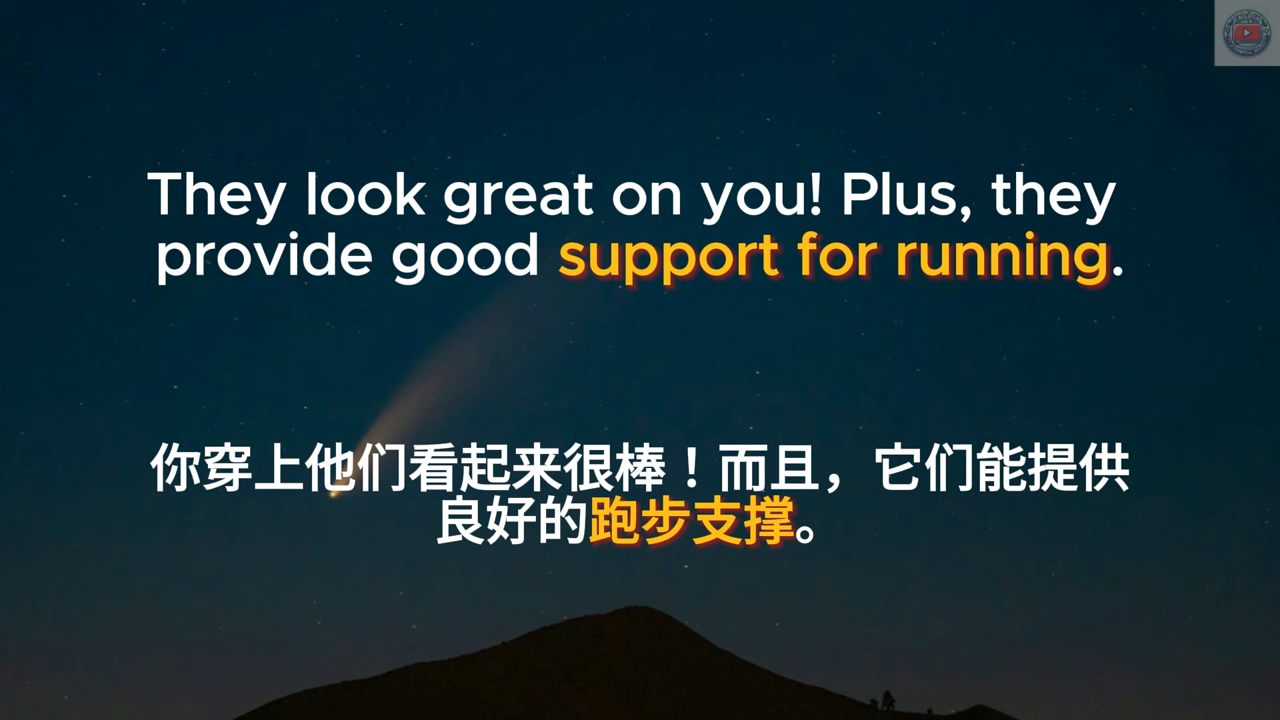 They look great on you! Plus, they
provide good support for running.
你穿上他们看起来很棒！而且，它们能提供
良好的跑步支撑。